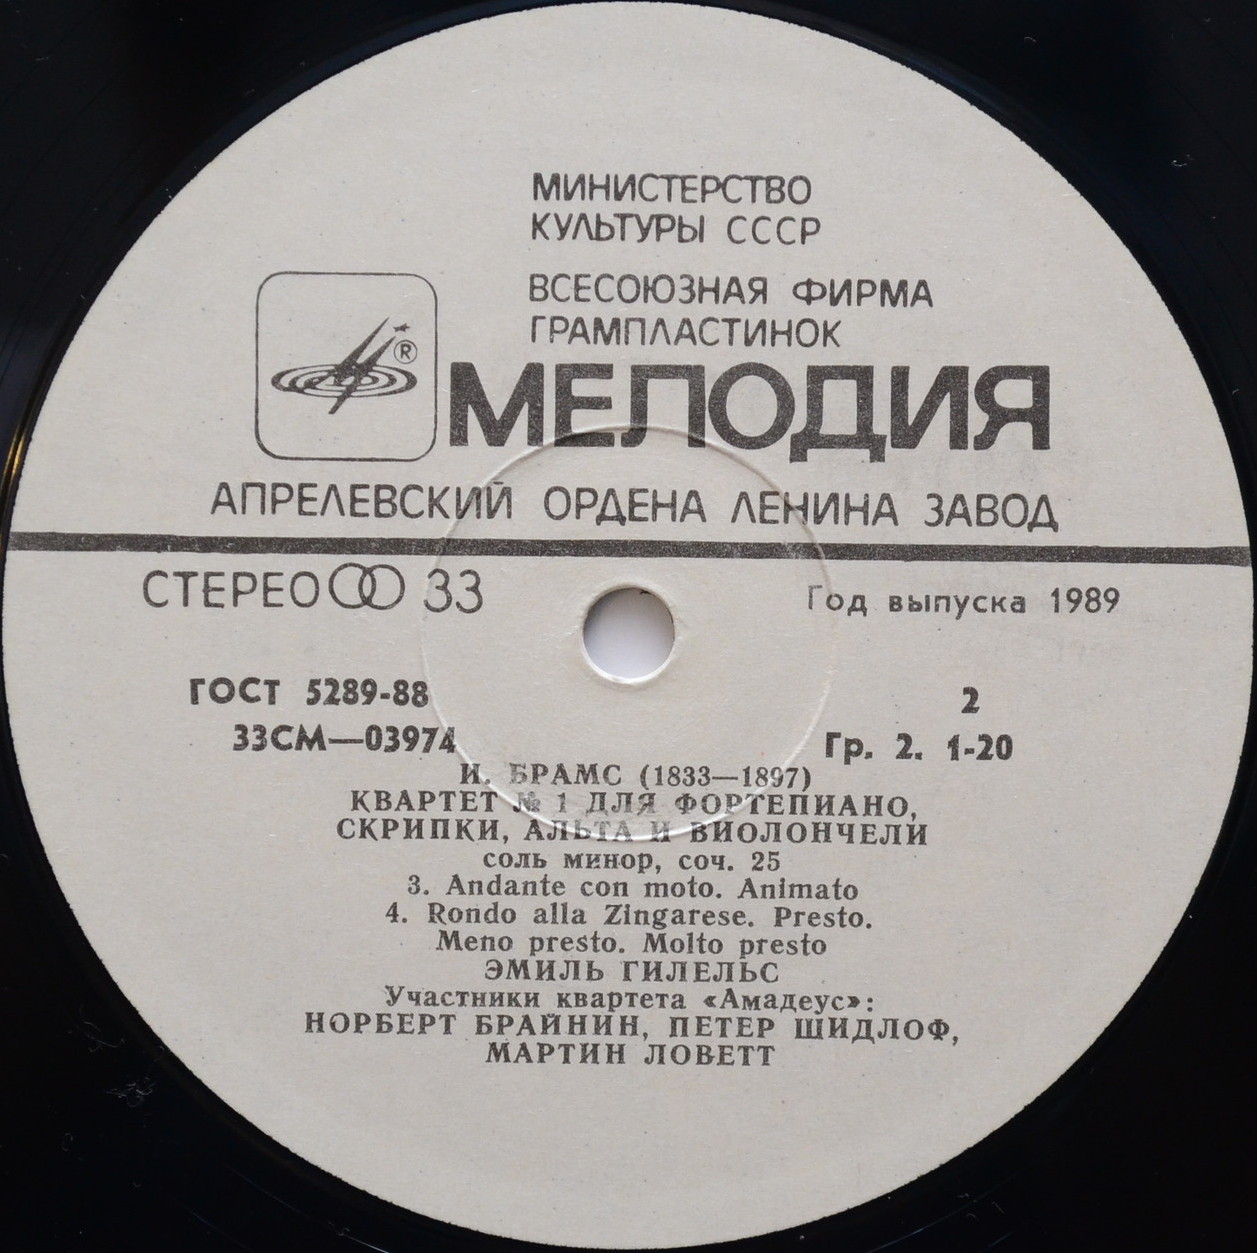 МИНИСТЕРСТВО
КУЛЬТУРЫ СССР
ВСЕСОЮЗНАЯ ФИРМА
ГРАМПЛАСТИНОК
®
МЕЛОДИЯ
АПРЕЛЕВСКИЙ ОРДЕНА ЛЕНИНА ЗАВОД
СТЕРЕО 33
Год выпуска 1989
ГОСТ 5289-88
2
33СМ—03974
Гр. 2. 1-20
И. БРАМС (1833—1897)
КВАРТЕТ № 1 ДЛЯ ФОРТЕПИАНО,
СКРИПКИ, АЛЬТА И ВИОЛОНЧЕЛИ
соль минор, соч. 25
3. Andante con moto. Animato
4. Rondo alla Zingarese. Presto.
Meno presto. Molto presto
ЭМИЛЬ ГИЛЕЛЬС
Участники квартета «Амадеус»:
НОРБЕРТ БРАЙНИН, ПЕТЕР ШИДЛОФ,
МАРТИН ЛОВЕТТ